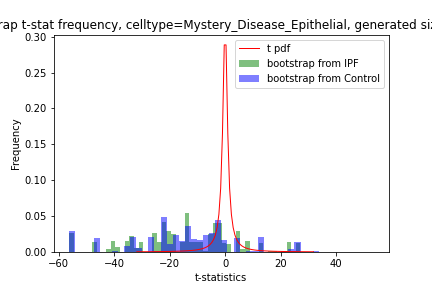 rap t-stat frequency, celltype=Mystery_Disease_Epithelial, generated siz
t pdf
bootstrap from IPF
bootstrap from Control
Frequency
0.30
0.25
0.20
0.15
0.10
0.05
0.00
−60 −40 −20 0 20 40
t-statistics